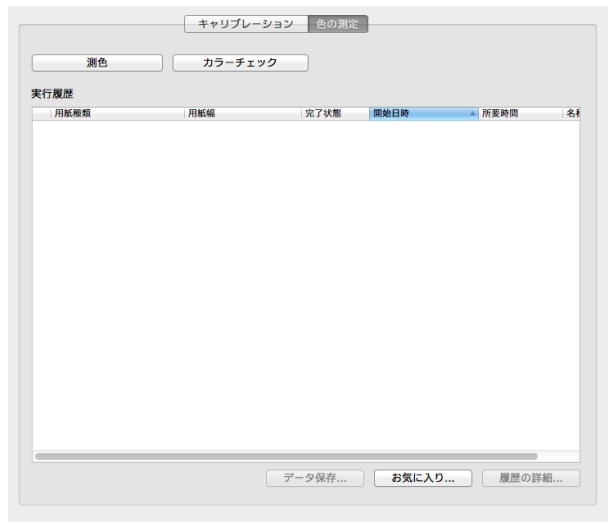 キャリブレーション 色の測定
測色 カラーチェック
実行履歴
用紙種類 用紙幅 完了状態 開始日時 所要時間 名
データ保存... お気に入り... 履歴の詳細...